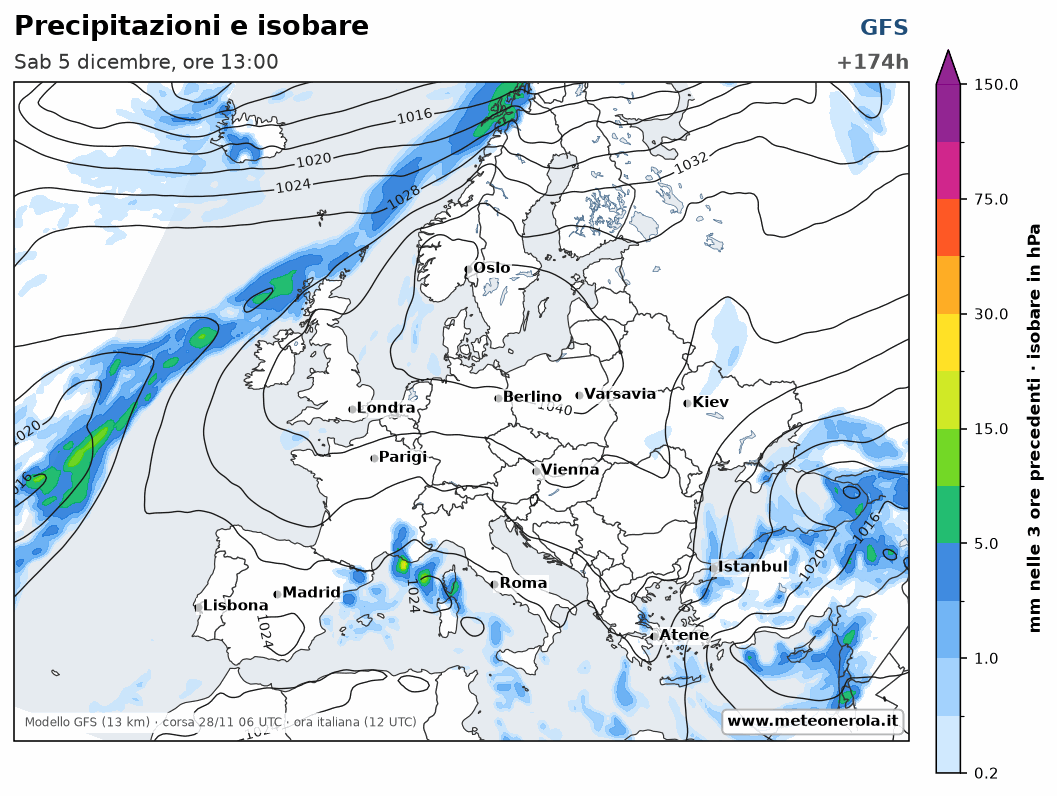 Precipitazioni e isobare
GFS
Sab 5 dicembre, ore 13:00
+174h
1016
1020
1024
1028
1032
Oslo
Londra
Berlino
Varsavia
Kiev
1040
1020
Parigi
Vienna
1016
1020
Istanbul
Roma
Madrid
Lisbona
1024
1024
Atene
Modello GFS (13 km) · corsa 28/11 06 UTC · ora italiana (12 UTC)
www.meteonerola.it
150.0
75.0
30.0
15.0
5.0
1.0
0.2
mm nelle 3 ore precedenti · isobare in hPa